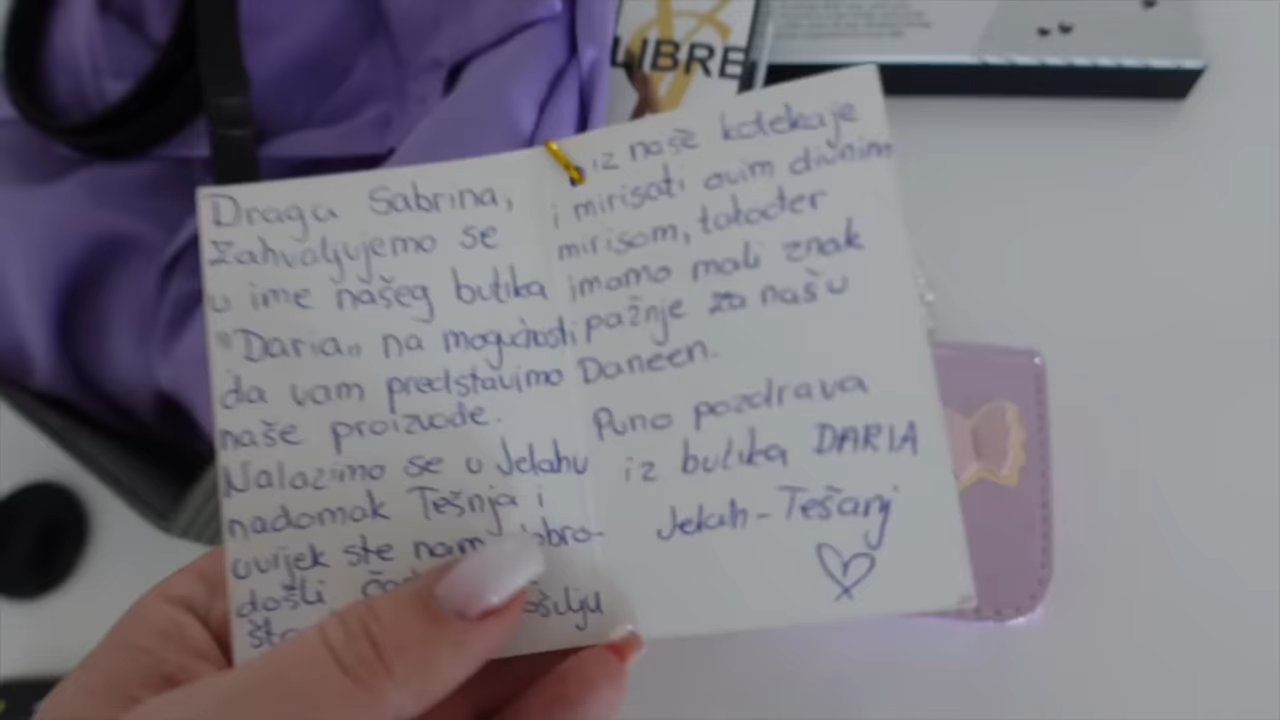 LIBRE
Draga Sabrina,
Zahvaljujemo se
u ime našeg butika
"Daria„ na mogućnosti
da vam predstavimo
naše proizvode.
Nalazimo se u Jelahu
nadomak Tešnja i
uvijek ste nam
došli
iz naše kolekcije
i mirisati ovim divnim
mirisom, također
imamo mali znak
pažnje za našu
Daneen.
Puno pozdrava
iz butika DARIA
Jelah-Tešanj